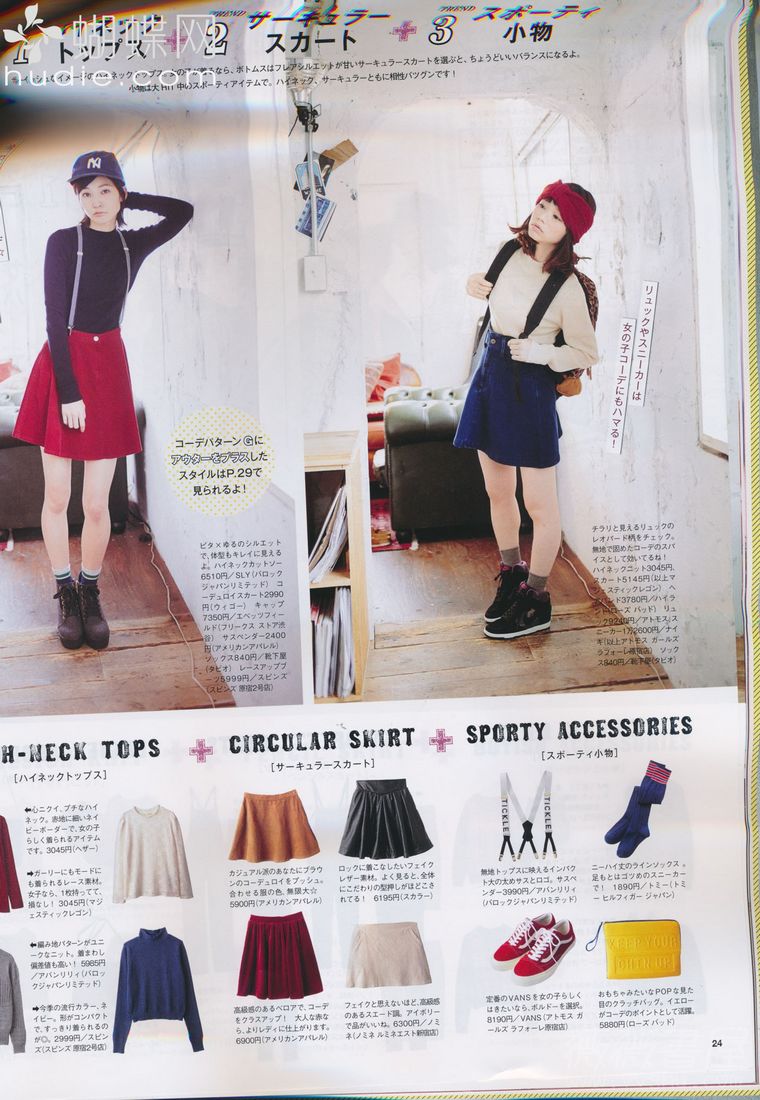 蝴蝶网
hudie.com
1
トップス
+
TREND
2
サーキュラー
スカート
+
TREND
3
スポーティ
小物
ボトムスはフレアシルエットが甘いサーキュラースカートを選ぶと、ちょうどいいバランスになるよ。
小物は大HIT中のスポーティアイテムで。ハイネック、サーキュラーともに相性バツグンです！
リュックやスニーカーは
女の子コーデにもハマる！
コーデパターンGに
アウターをプラスした
スタイルはP.29で
見られるよ！
ピタ×ゆるのシルエット
で、体型もキレイに見える
よ。ハイネックカットソー
6510円／SLY（バロック
ジャパンリミテッド） コ
ーデュロイスカート2990
円（ウィゴー） キャップ
7350円／エベッツフィー
ルド（フリークス ストア渋
谷） サスペンダー2400
円（アメリカンアパレル）
ソックス840円／靴下屋
（タビオ） レースアップブ
ーツ5999円／スピンズ
（スピンズ 原宿2号店）
チラリと見えるリュックの
レオパード柄をチェック。
無地で固めたコーデのスパ
イスとして効いてるね！
ハイネックニット3045円、
スカート5145円（以上マ
ジェスティックレゴン） ヘ
アバンド3780円／ハイラ
ンド（ローズ バッド） リュ
ック29240円／アトモス ス
ニーカー1万2600円／ナイ
キ（以上アトモス ガールズ
ラフォーレ原宿店） ソック
ス840円／靴下屋（タビオ）
H-NECK TOPS
+
CIRCULAR SKIRT
+
SPORTY ACCESSORIES
［ハイネックトップス］
［サーキュラースカート］
［スポーティ小物］
心ニクイ、プチなハイ
ネック。赤地に細いネイ
ビーボーダーで、女の子
らしく着られるアイテム
です。3045円（ヘザー）
ガーリーにもモードに
も着られるレース素材。
女子なら、1枚持ってて
損なし！ 3045円（マジ
ェスティックレゴン）
編み地パターンがユニ
ークなニット。着まわし
偏差値も高い！ 5985円
／アバンリリィ（バロッ
クジャパンリミテッド）
今季の流行カラー、ネ
イビー。形がコンパクト
で、すっきり着られるの
が◎。2999円／スピン
ズ（スピンズ 原宿2号店）
カジュアル派のあなたにブラウ
ンのコーデュロイをプッシュ。
合わせる服の色、無限大☆
5900円（アメリカンアパレル）
ロックに着こなしたいフェイク
レザー素材。よく見ると、全体
にこだわりの型押しがほどこさ
れてる！ 6195円（スカラー）
高級感のあるベロアで、コーデ
をクラスアップ！ 大人な赤な
ら、よりレディに仕上がります。
6900円（アメリカンアパレル）
フェイクと思えないほど、高級感
のあるスエード調。アイボリー
で品がいいね。6300円／ノミ
ネ（ノミネ ルミネエスト新宿店）
TICKLE
TICKLE
無地トップスに映えるインパク
ト大の太めサスとロゴ。サスペ
ンダー3990円／アバンリリィ
（バロックジャパンリミテッド）
ニーハイ丈のラインソックス。
足もとはゴツめのスニーカー
で！ 1890円／トミー（トミ
ー ヒルフィガー ジャパン）
KEEP YOUR
CHIN UP
定番のVANSを女の子らしく
はきたいなら、ボルドーを選択。
8190円／VANS（アトモス ガ
ールズ ラフォーレ原宿店）
おもちゃみたいなPOPな見た
目のクラッチバッグ。イエロー
がコーデのポイントとして活躍。
5880円（ローズ バッド）
24